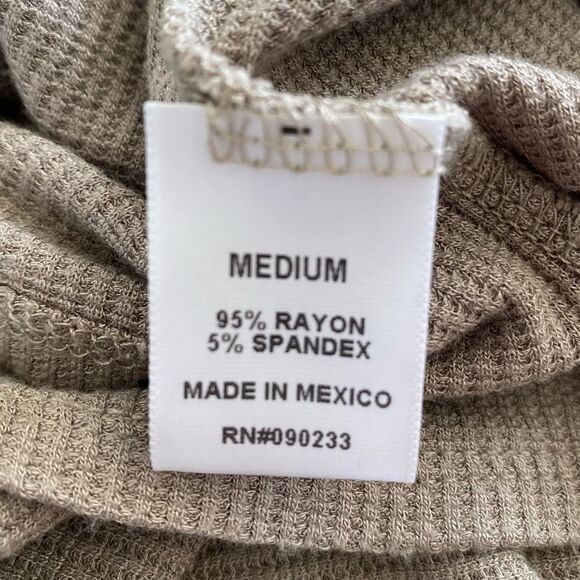 MEDIUM
95% RAYON
5% SPANDEX
MADE IN MEXICO
RN#090233